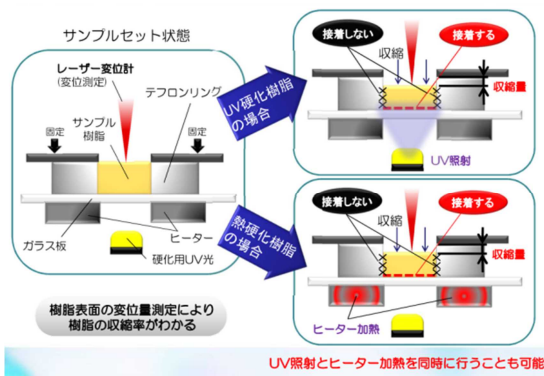 サンプルセット状態
レーザー変位計
(変位測定)
テフロンリング
サンプル
樹脂
固定
固定
ガラス板
ヒーター
硬化用UV光
樹脂表面の変位量測定により
樹脂の収縮率がわかる
UV硬化樹脂
の場合
接着しない
収縮
接着する
収縮量
UV照射
熱硬化樹脂
の場合
接着しない
収縮
接着する
収縮量
ヒーター加熱
UV照射とヒーター加熱を同時に行うことも可能